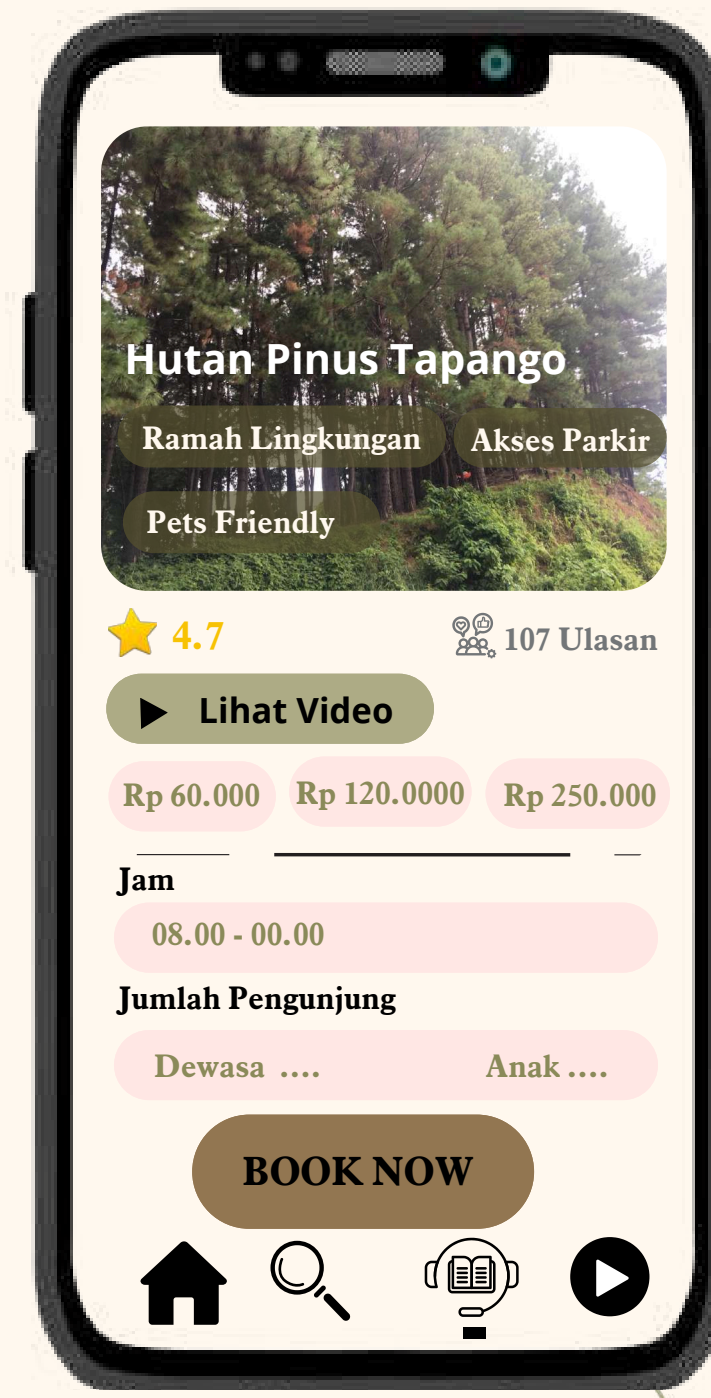 Hutan Pinus Tapango
Ramah Lingkungan Akses Parkir
Pets Friendly
4.7 107 Ulasan
Lihat Video
Rp 60.000 Rp 120.0000 Rp 250.000
Jam
08.00 - 00.00
Jumlah Pengunjung
Dewasa .... Anak ....
BOOK NOW